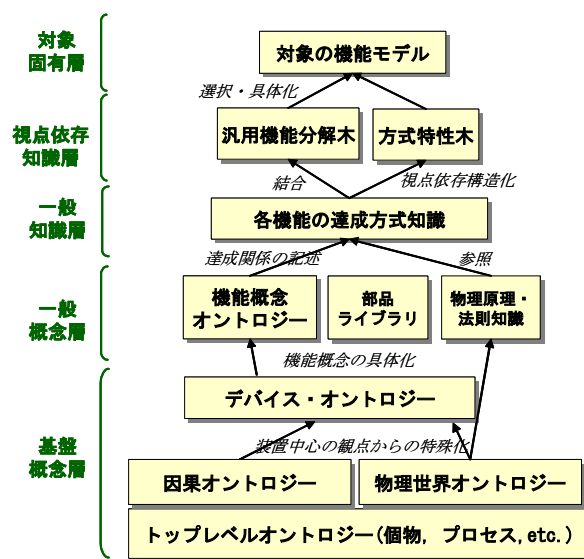 対象
固有層
対象の機能モデル
選択・具体化
視点依存
知識層
汎用機能分解木
方式特性木
結合
視点依存構造化
一般
知識層
各機能の達成方式知識
達成関係の記述
参照
一般
概念層
機能概念
オントロジー
部品
ライブラリ
物理原理・
法則知識
機能概念の具体化
デバイス・オントロジー
基盤
概念層
装置中心の観点からの特殊化
因果オントロジー
物理世界オントロジー
トップレベルオントロジー(個物, プロセス,etc.)